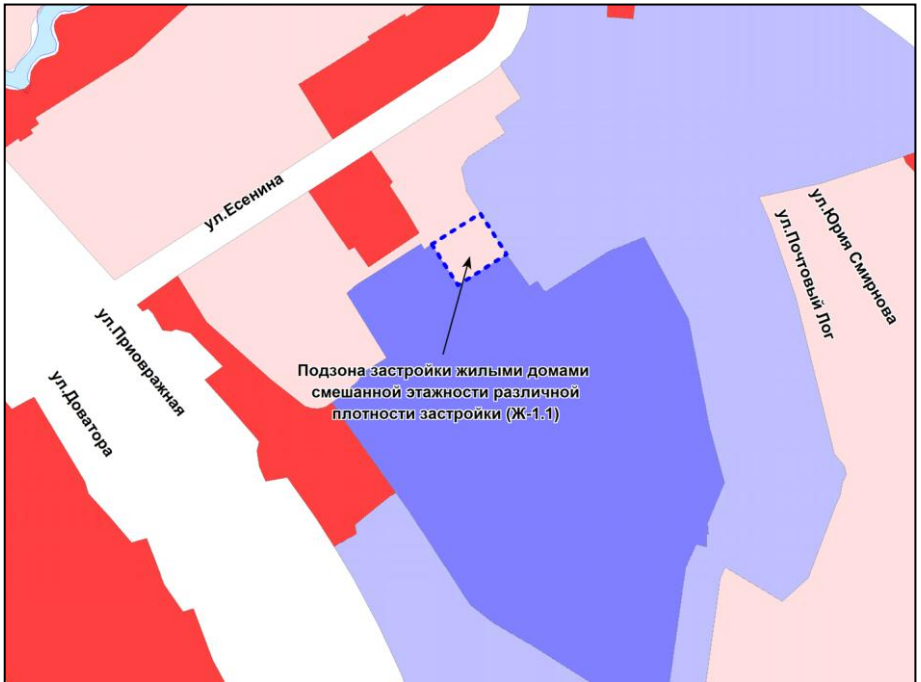 ул.Есенина
ул.Юрия Смирнова
ул.Почтовый Лог
ул.Приовражная
ул.Доватора
Подзона застройки жилыми домами
смешанной этажности различной
плотности застройки (Ж-1.1)